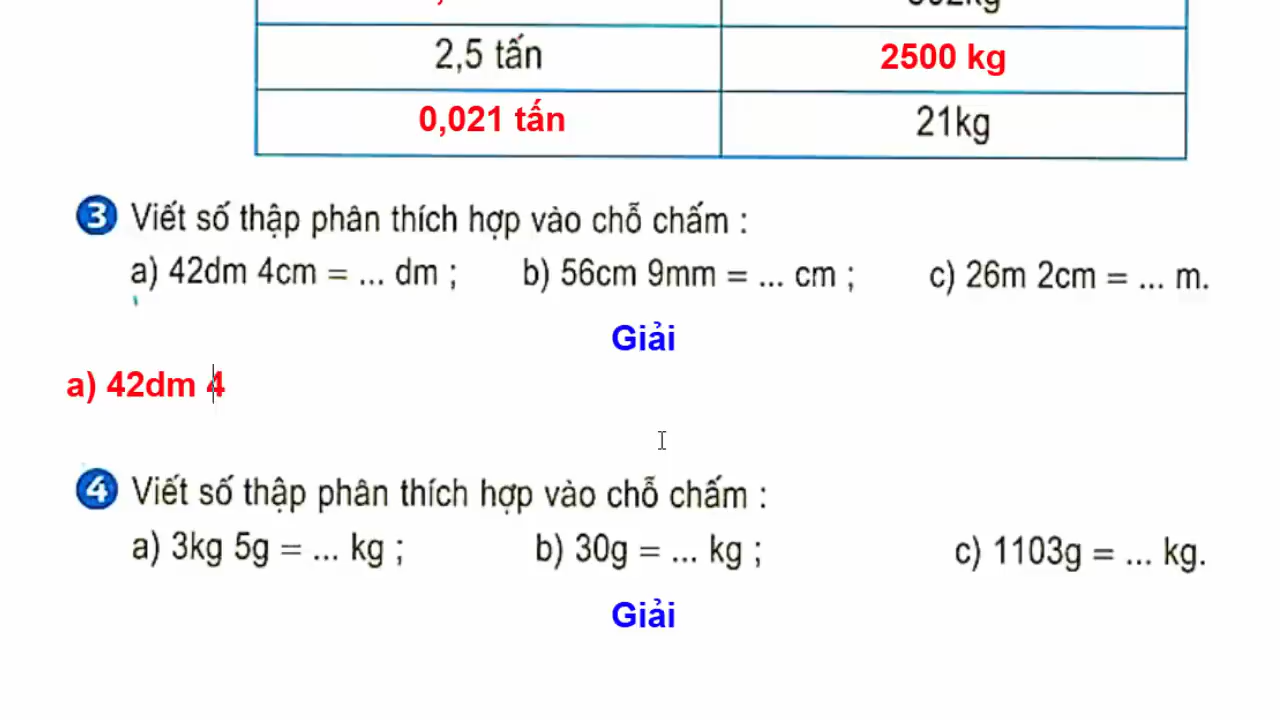 2,5 tấn 2500 kg
0,021 tấn 21kg
3 Viết số thập phân thích hợp vào chỗ chấm :
a) 42dm 4cm = ... dm ; b) 56cm 9mm = ... cm ; c) 26m 2cm = ... m.
Giải
a) 42dm 4
4 Viết số thập phân thích hợp vào chỗ chấm :
a) 3kg 5g = ... kg ; b) 30g = ... kg ; c) 1103g = ... kg.
Giải